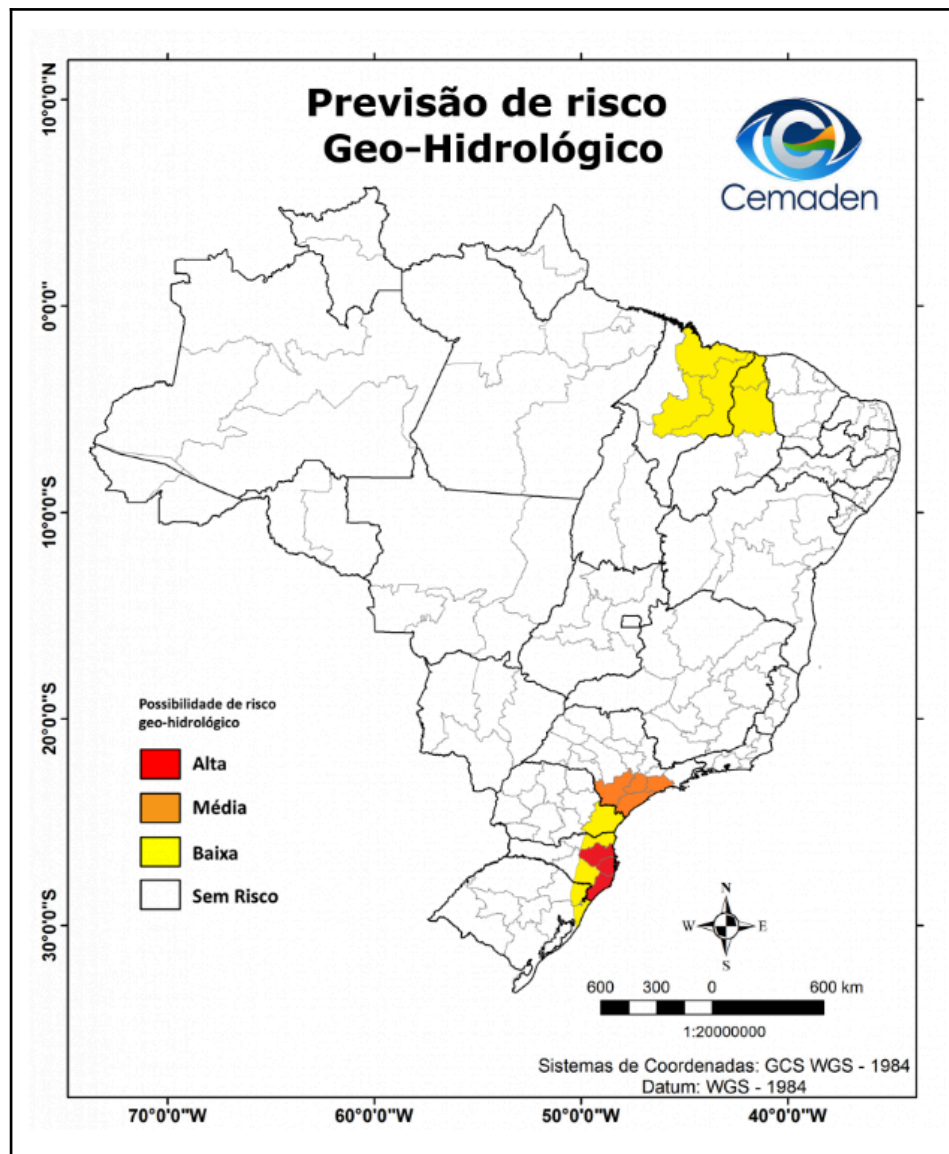 Previsão de risco
Geo-Hidrológico
Cemaden
10°0'0"N
0°0'0"
10°0'0"S
20°0'0"S
30°0'0"S
Possibilidade de risco
geo-hidrológico
Alta
Média
Baixa
Sem Risco
N
W E
S
600 300 0 600 km
1:20000000
Sistemas de Coordenadas: GCS WGS - 1984
Datum: WGS - 1984
70°0'0"W 60°0'0"W 50°0'0"W 40°0'0"W